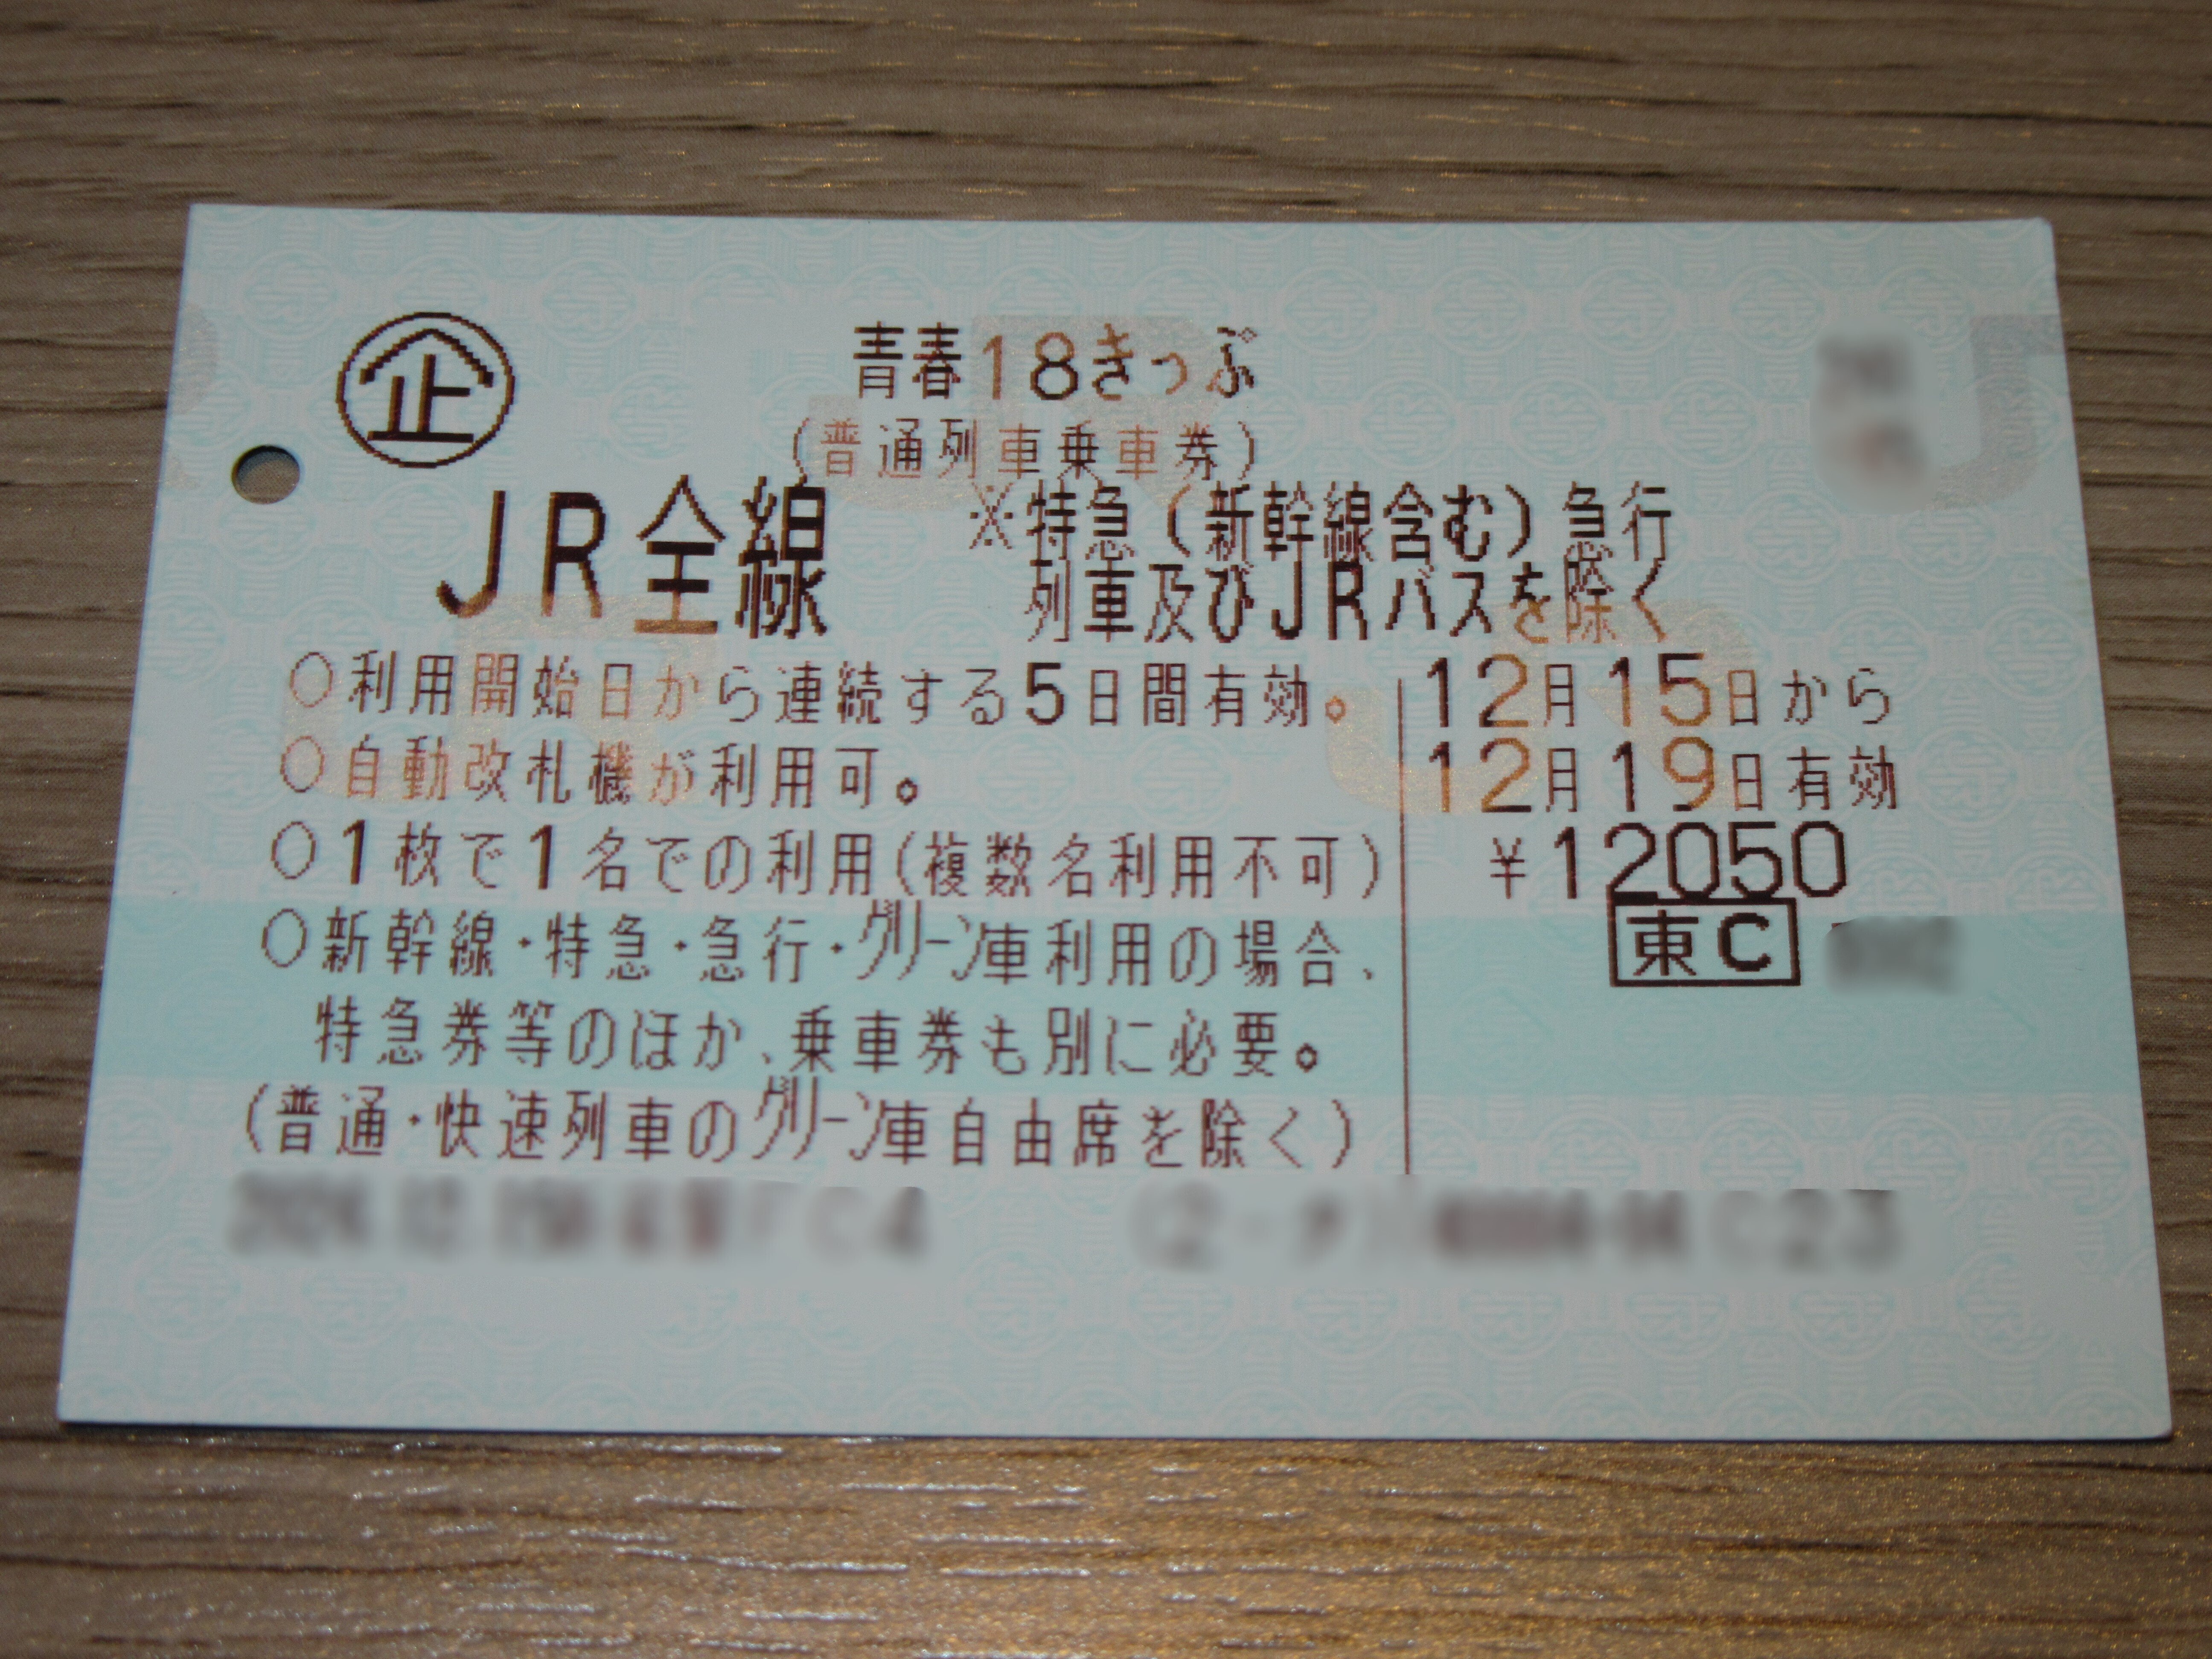 企
青春18きっぷ
(普通列車乗車券)
JR全線
※特急(新幹線含む)急行
列車及びJRバスを除く
○利用開始日から連続する5日間有効。
○自動改札機が利用可。
○1枚で1名での利用(複数名利用不可)
○新幹線・特急・急行・グリーン車利用の場合、
特急券等のほか、乗車券も別に必要。
(普通・快速列車のグリーン車自由席を除く)
12月15日から
12月19日有効
¥12050
東C